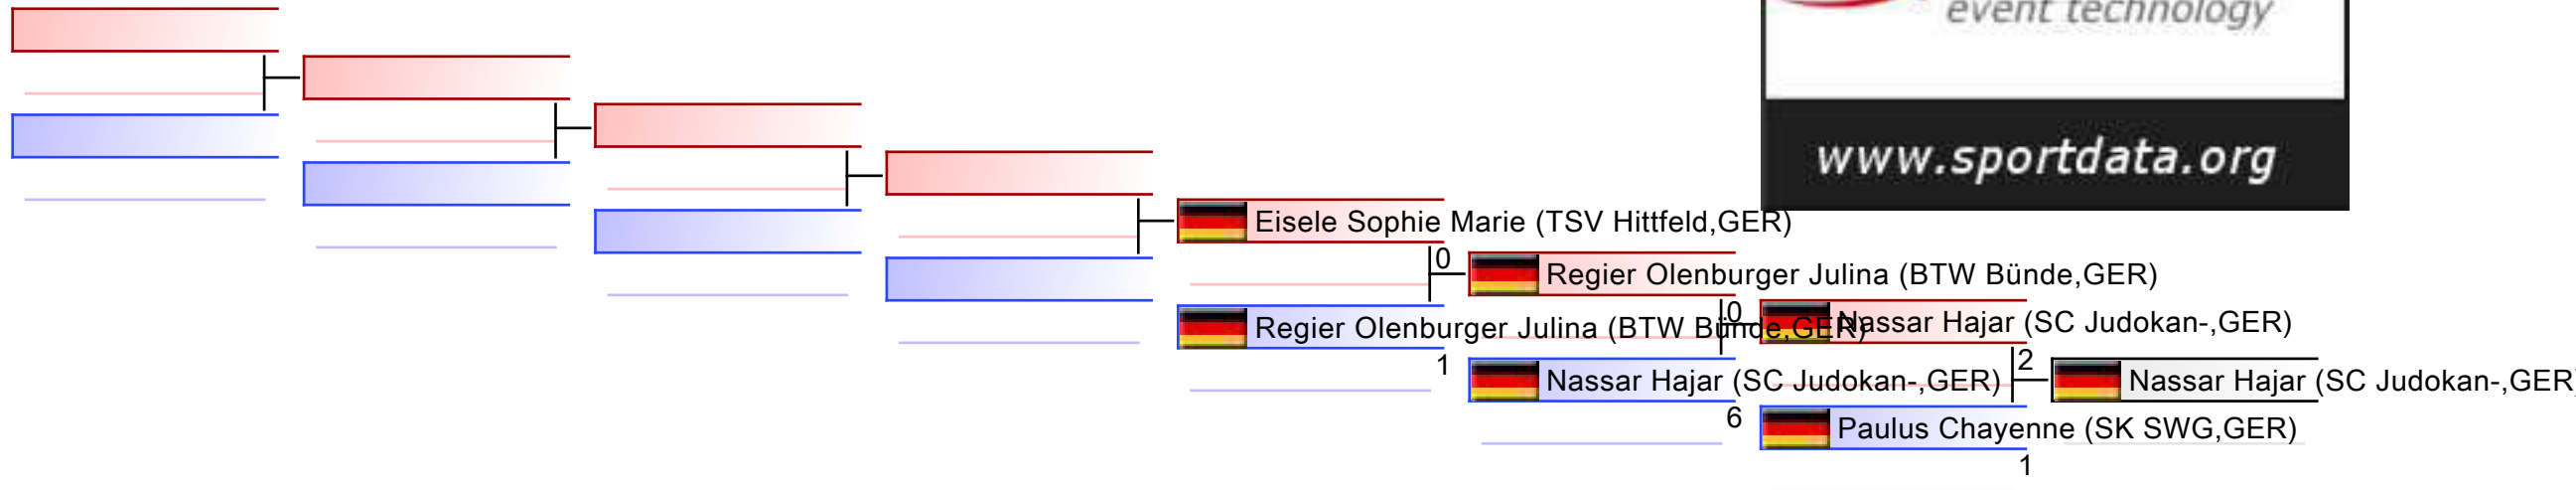 event technology
www.sportdata.org
Eisele Sophie Marie (TSV Hittfeld,GER)
0
Regier Olenburger Julina (BTW Bünde,GER)
Regier Olenburger Julina (BTW Bünde,GER)
1
0
Nassar Hajar (SC Judokan-,GER)
Nassar Hajar (SC Judokan-,GER)
6
2
Nassar Hajar (SC Judokan-,GER)
Paulus Chayenne (SK SWG,GER)
1